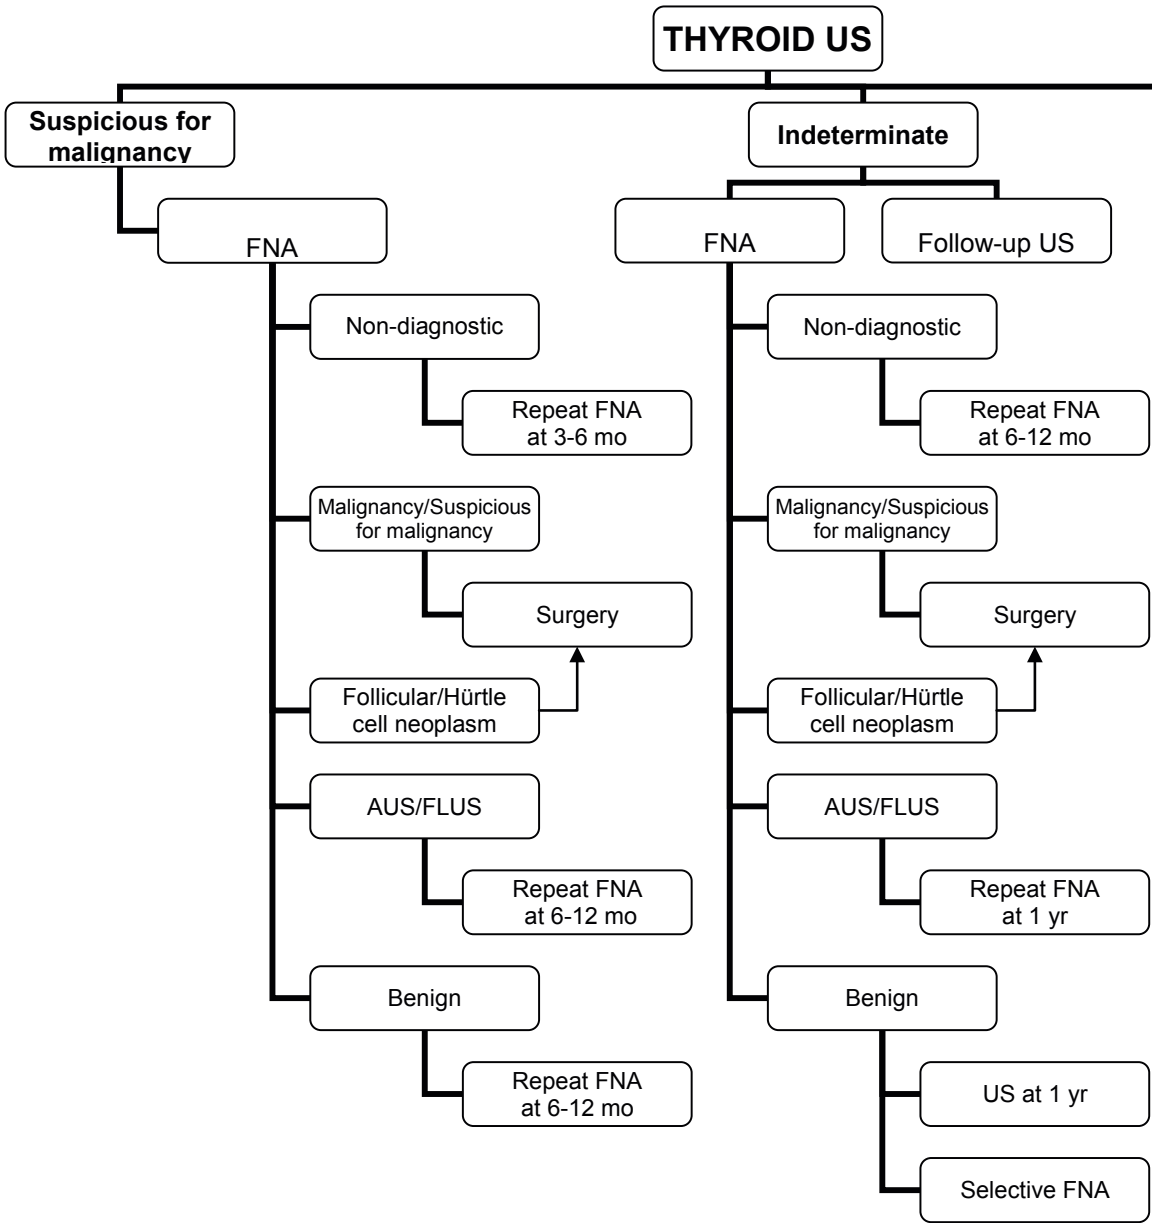 THYROID US
Suspicious for
malignancy
Indeterminate
FNA
FNA
Follow-up US
Non-diagnostic
Non-diagnostic
Repeat FNA
at 3-6 mo
Repeat FNA
at 6-12 mo
Malignancy/Suspicious
for malignancy
Malignancy/Suspicious
for malignancy
Surgery
Surgery
Follicular/Hürtle
cell neoplasm
Follicular/Hürtle
cell neoplasm
AUS/FLUS
AUS/FLUS
Repeat FNA
at 6-12 mo
Repeat FNA
at 1 yr
Benign
Benign
Repeat FNA
at 6-12 mo
US at 1 yr
Selective FNA